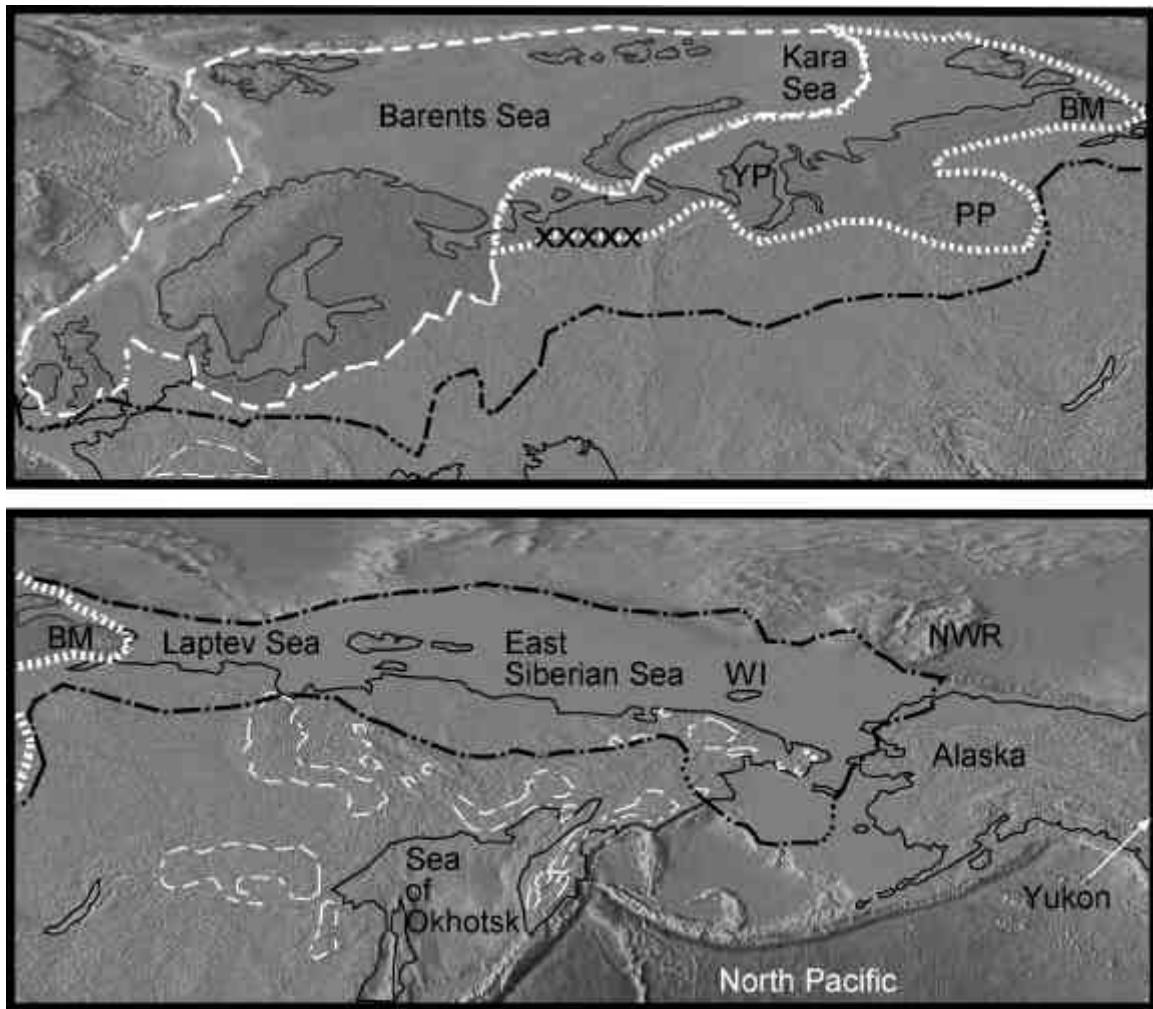 Kara
Sea
Barents Sea
BM
YP
PP
XXXXX
BM
Laptev Sea
East
Siberian Sea
WI
NWR
Alaska
Sea
of
Okhotsk
Yukon
North Pacific